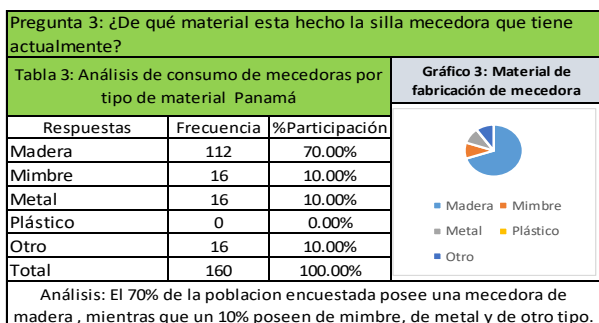 Pregunta 3: ¿De qué material esta hecho la silla mecedora que tiene
actualmente?
Tabla 3: Análisis de consumo de mecedoras por
tipo de material Panamá
Gráfico 3: Material de
fabricación de mecedora
Respuestas Frecuencia %Participación
Madera 112 70.00%
Mimbre 16 10.00%
Metal 16 10.00%
Plástico 0 0.00%
Otro 16 10.00%
Total 160 100.00%
Madera Mimbre
Metal Plástico
Otro
Análisis: El 70% de la poblacion encuestada posee una mecedora de
madera , mientras que un 10% poseen de mimbre, de metal y de otro tipo.